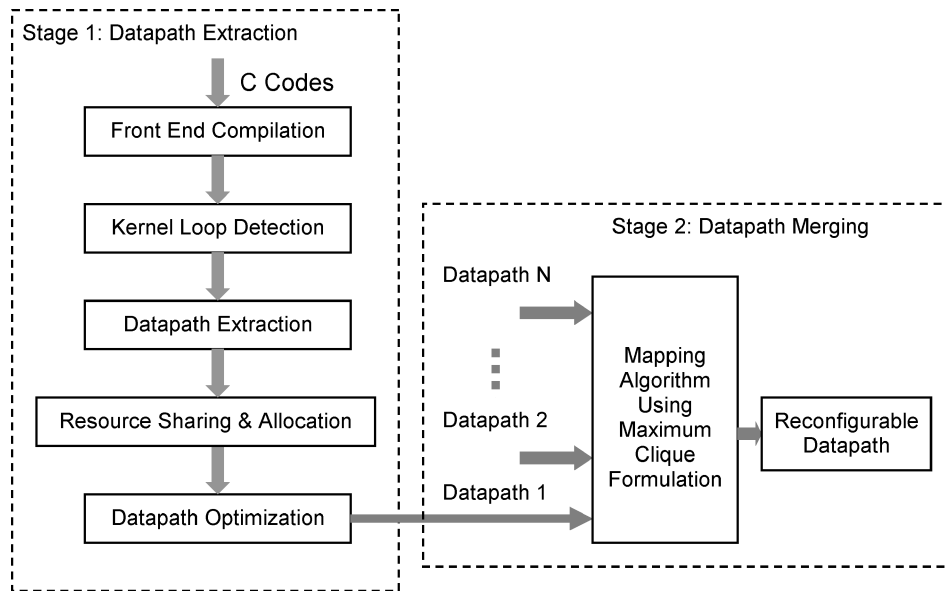 Stage 1: Datapath Extraction
C Codes
Front End Compilation
Kernel Loop Detection
Datapath Extraction
Resource Sharing & Allocation
Datapath Optimization
Stage 2: Datapath Merging
Datapath N
Datapath 2
Datapath 1
Mapping
Algorithm
Using
Maximum
Clique
Formulation
Reconfigurable
Datapath